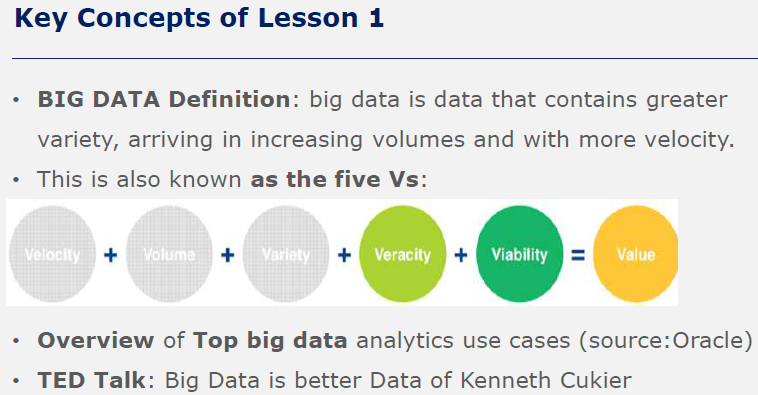 Key Concepts of Lesson 1
• BIG DATA Definition: big data is data that contains greater
variety, arriving in increasing volumes and with more velocity.
• This is also known as the five Vs:
Velocity + Volume + Variety + Veracity + Viability = Value
• Overview of Top big data analytics use cases (source:Oracle)
• TED Talk: Big Data is better Data of Kenneth Cukier